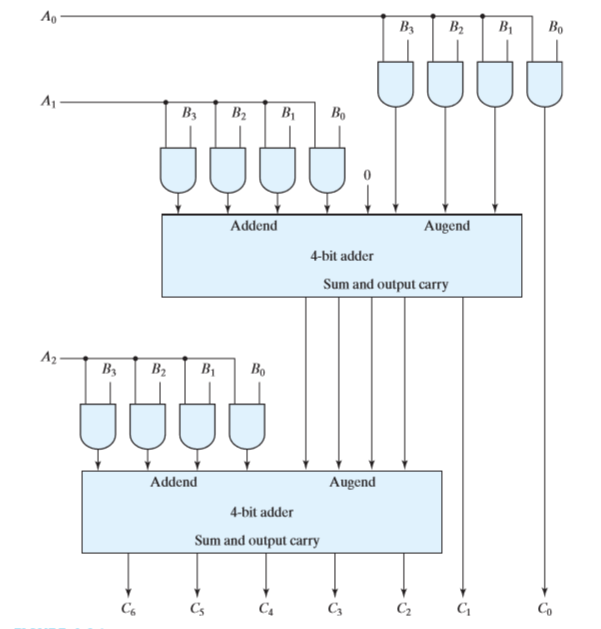 A₀
B₃ B₂ B₁ B₀
A₁
B₃ B₂ B₁ B₀
0
Addend Augend
4-bit adder
Sum and output carry
A₂
B₃ B₂ B₁ B₀
Addend Augend
4-bit adder
Sum and output carry
C₆ C₅ C₄ C₃ C₂ C₁ C₀